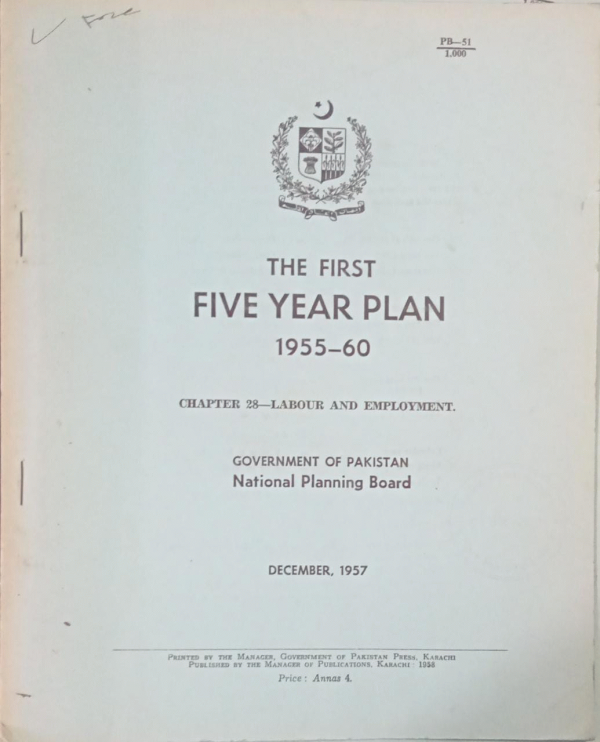 PB—51
1,000
THE FIRST
FIVE YEAR PLAN
1955–60
CHAPTER 28—LABOUR AND EMPLOYMENT.
GOVERNMENT OF PAKISTAN
National Planning Board
DECEMBER, 1957
PRINTED BY THE MANAGER, GOVERNMENT OF PAKISTAN PRESS, KARACHI
PUBLISHED BY THE MANAGER OF PUBLICATIONS, KARACHI : 1958
Price : Annas 4.